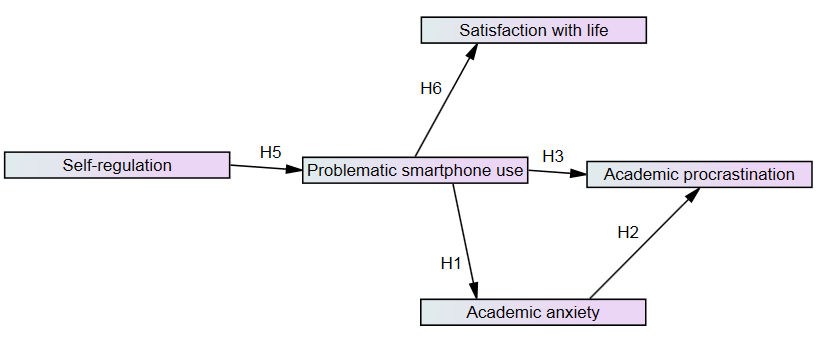 Satisfaction with life
H6
H5
H3
Self-regulation
Problematic smartphone use
Academic procrastination
H2
H1
Academic anxiety